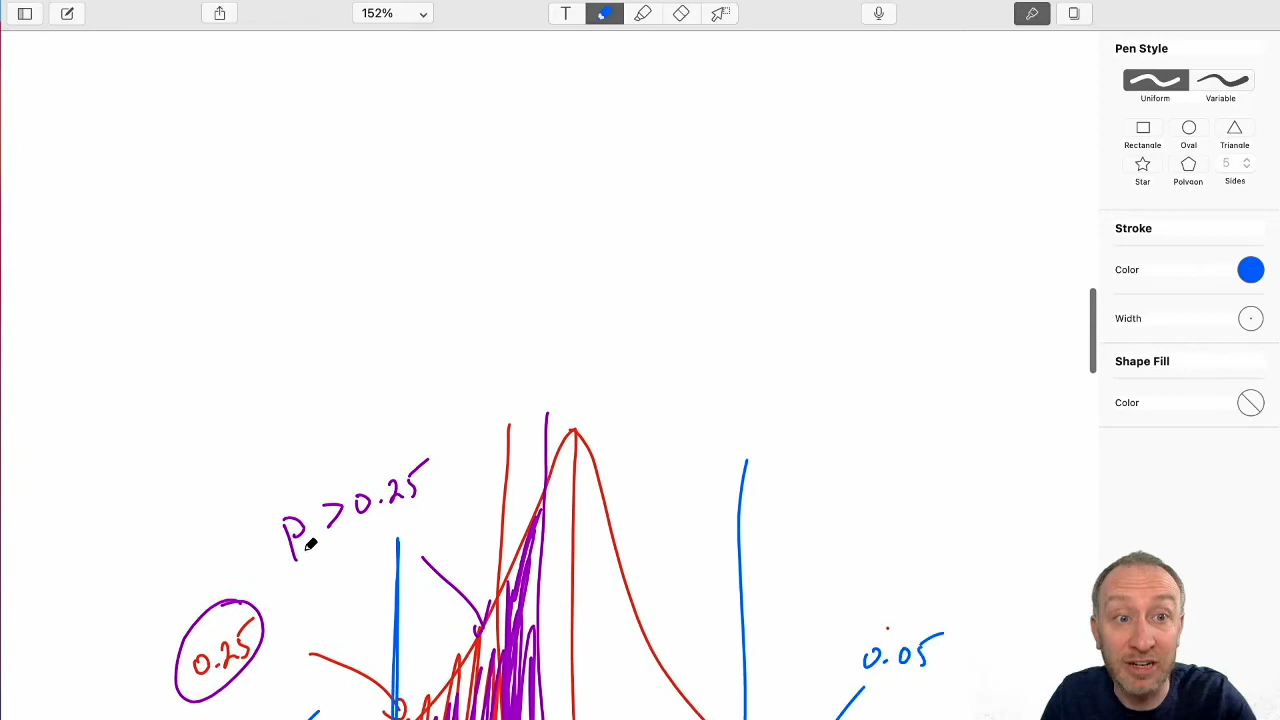 152%
T
Pen Style
Uniform
Variable
Rectangle
Oval
Triangle
Star
Polygon
5
Sides
Stroke
Color
Width
Shape Fill
Color
p > 0.25
0.25
0.05